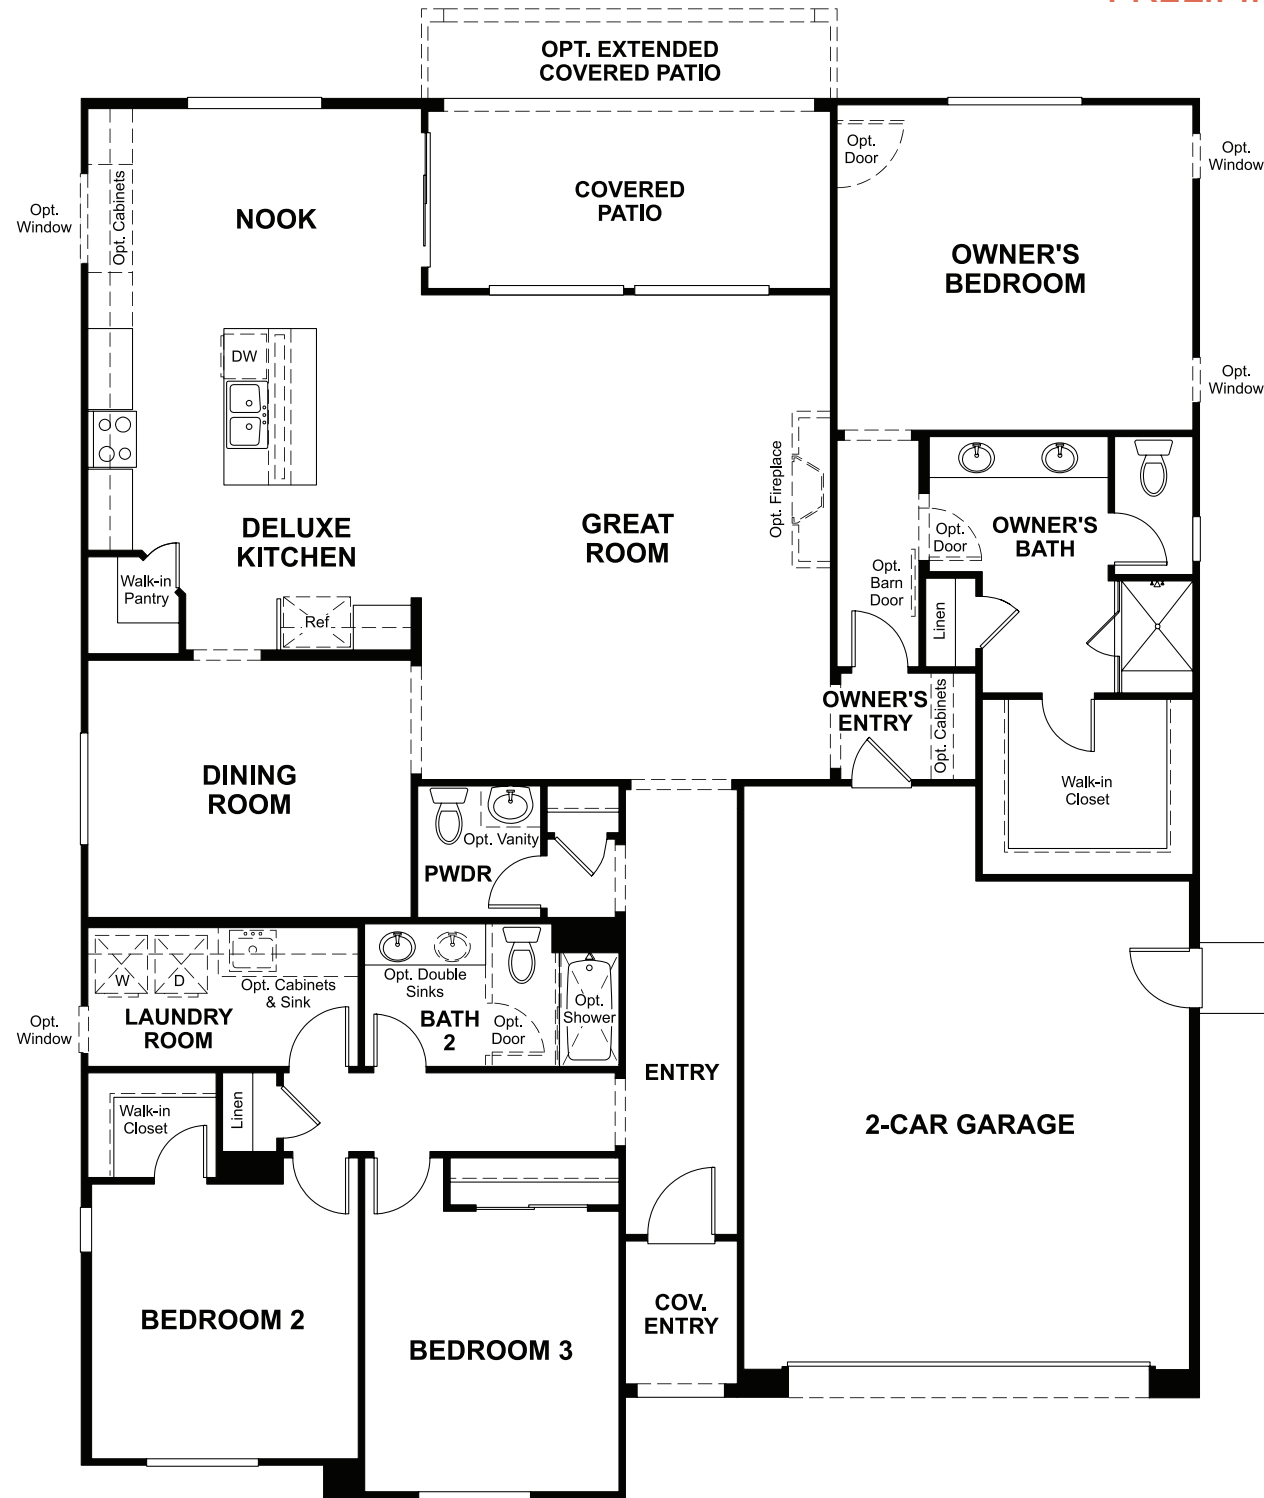 OPT. EXTENDED
COVERED PATIO
Opt.
Door
Opt.
Window
Opt. Cabinets
NOOK
COVERED
PATIO
Opt.
Window
OWNER'S
BEDROOM
DW
Opt.
Window
DELUXE
KITCHEN
GREAT
ROOM
Opt. Fireplace
Opt.
Door
OWNER'S
BATH
Walk-in
Pantry
Opt.
Barn
Door
Ref
Linen
OWNER'S
ENTRY
Opt. Cabinets
DINING
ROOM
Walk-in
Closet
Opt. Vanity
PWDR
W
D
Opt. Cabinets
& Sink
Opt. Double
Sinks
Opt.
Window
LAUNDRY
ROOM
BATH
2
Opt.
Door
Opt.
Shower
ENTRY
Walk-in
Closet
Linen
2-CAR GARAGE
BEDROOM 2
BEDROOM 3
COV.
ENTRY